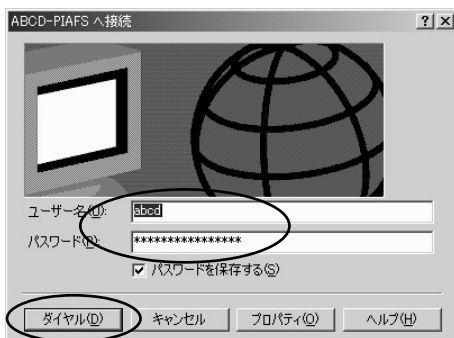 ABCD-PIAFS へ接続
ユーザー名(U): abcd
パスワード(P): ****************
パスワードを保存する(S)
ダイヤル(D) キャンセル プロパティ(O) ヘルプ(H)